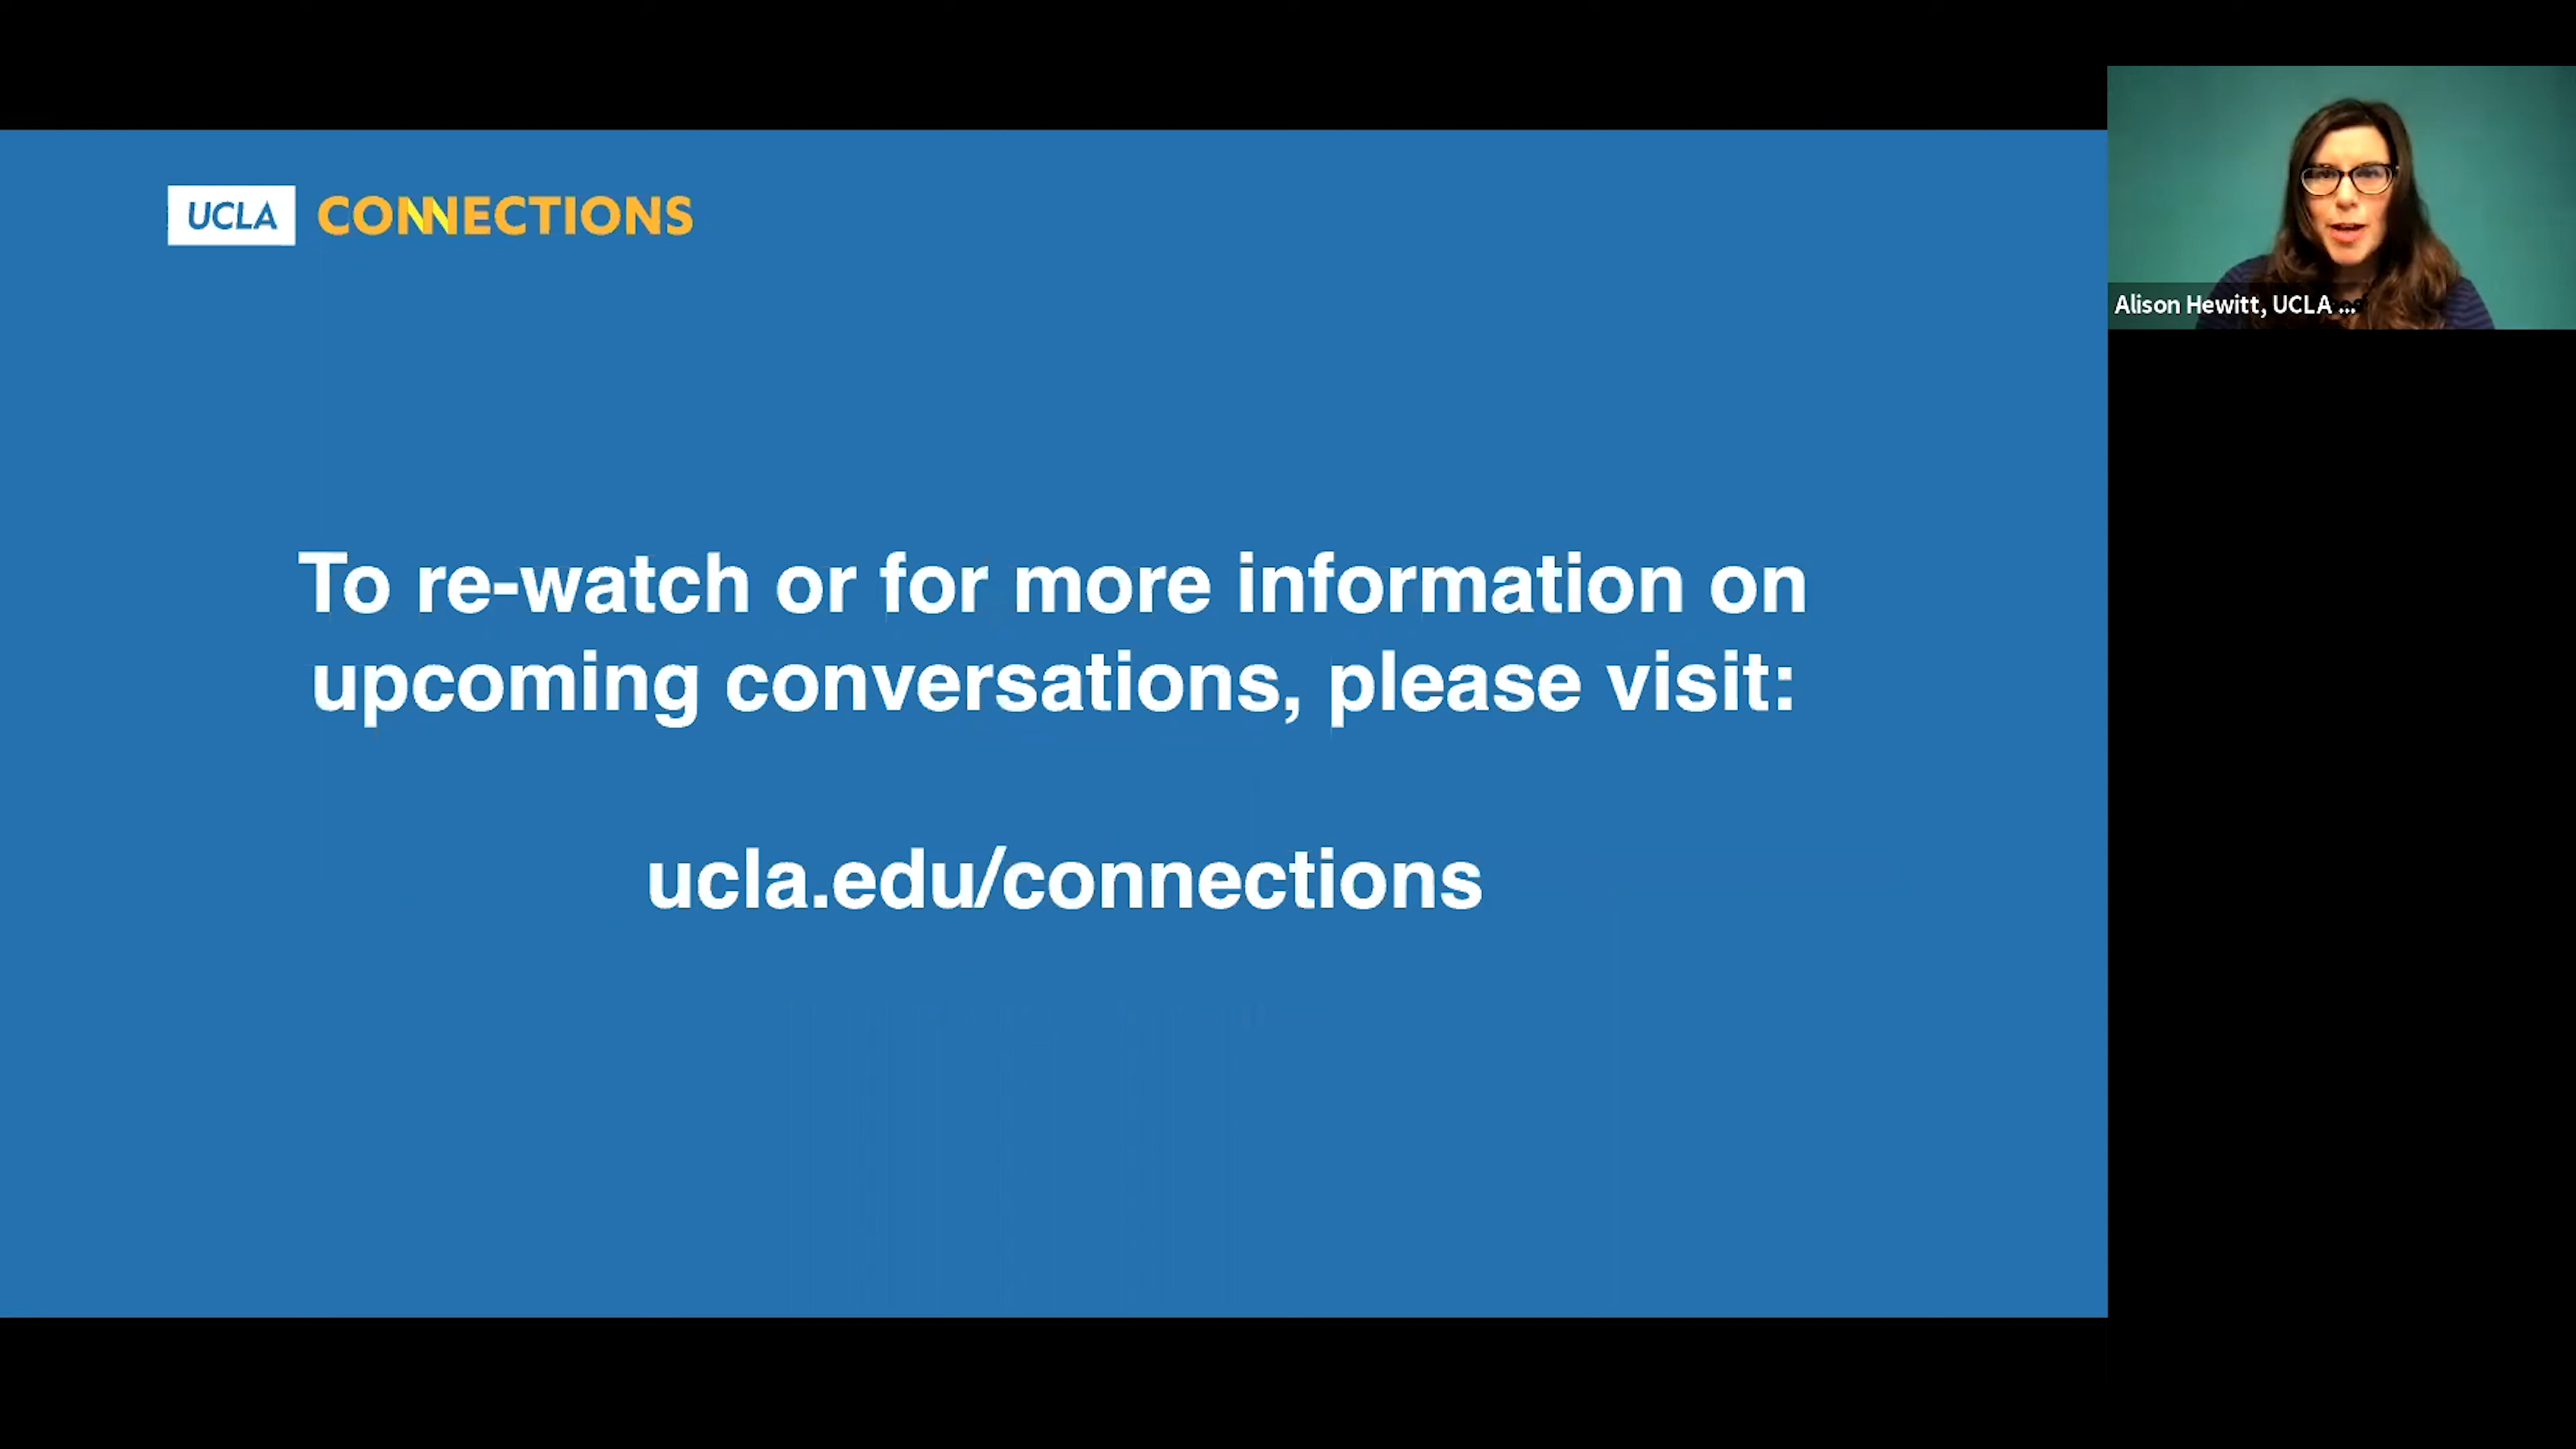 UCLA CONNECTIONS
Alison Hewitt, UCLA ...
To re-watch or for more information on
upcoming conversations, please visit:
ucla.edu/connections